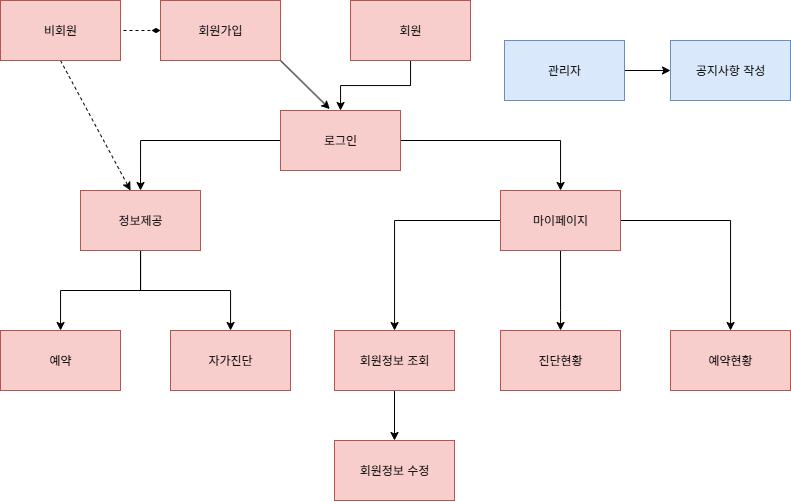 비회원
회원가입
회원
관리자
공지사항 작성
로그인
정보제공
마이페이지
예약
자가진단
회원정보 조회
진단현황
예약현황
회원정보 수정